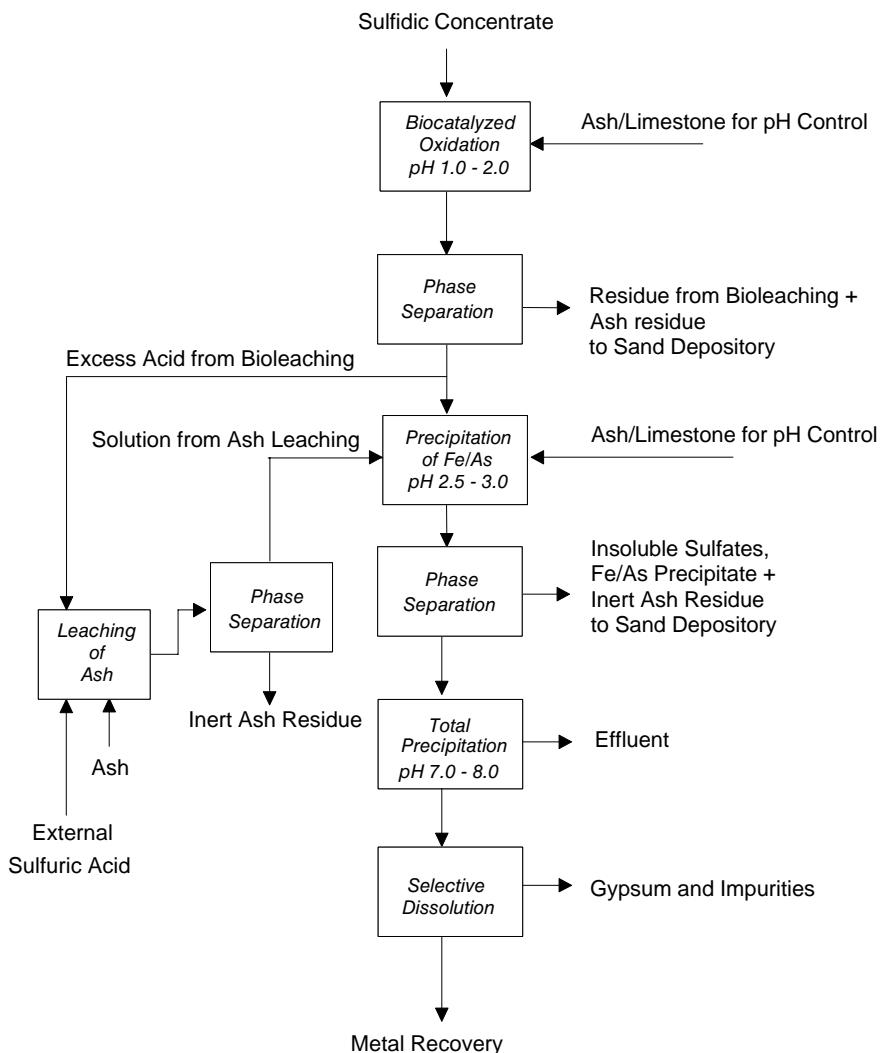 Sulfidic Concentrate
Biocatalyzed
Oxidation
pH 1.0 - 2.0
Ash/Limestone for pH Control
Phase
Separation
Residue from Bioleaching +
Ash residue
to Sand Depository
Excess Acid from Bioleaching
Solution from Ash Leaching
Precipitation
of Fe/As
pH 2.5 - 3.0
Ash/Limestone for pH Control
Phase
Separation
Phase
Separation
Insoluble Sulfates,
Fe/As Precipitate +
Inert Ash Residue
to Sand Depository
Leaching
of
Ash
Inert Ash Residue
Total
Precipitation
pH 7.0 - 8.0
Effluent
Ash
External
Sulfuric Acid
Selective
Dissolution
Gypsum and Impurities
Metal Recovery